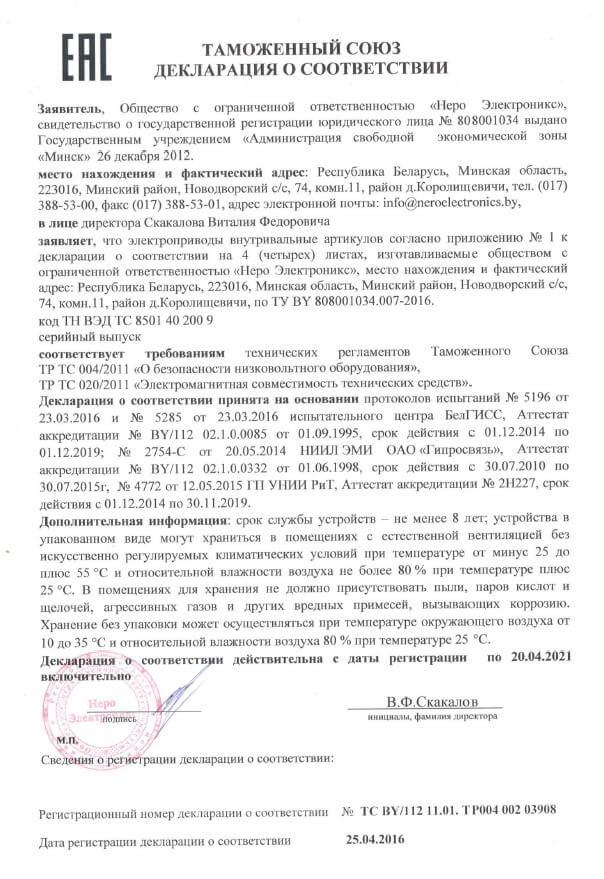 ЕАС
ТАМОЖЕННЫЙ СОЮЗ
ДЕКЛАРАЦИЯ О СООТВЕТСТВИИ
Заявитель, Общество с ограниченной ответственностью «Неро Электроникс»,
свидетельство о государственной регистрации юридического лица № 808001034 выдано
Государственным учреждением «Администрация свободной экономической зоны
«Минск» 26 декабря 2012.
место нахождения и фактический адрес: Республика Беларусь, Минская область,
223016, Минский район, Новодворский с/с, 74, комн.11, район д.Королищевичи, тел. (017)
388-53-00, факс (017) 388-53-01, адрес электронной почты: info@neroelectronics.by,
в лице директора Скакалова Виталия Федоровича
заявляет, что электроприводы внутривальные артикулов согласно приложению № 1 к
декларации о соответствии на 4 (четырех) листах, изготавливаемые обществом с
ограниченной ответственностью «Неро Электроникс», место нахождения и фактический
адрес: Республика Беларусь, 223016, Минская область, Минский район, Новодворский с/с,
74, комн.11, район д.Королищевичи, по ТУ BY 808001034.007-2016.
код ТН ВЭД ТС 8501 40 200 9
серийный выпуск
соответствует требованиям технических регламентов Таможенного Союза
ТР ТС 004/2011 «О безопасности низковольтного оборудования»,
ТР ТС 020/2011 «Электромагнитная совместимость технических средств».
Декларация о соответствии принята на основании протоколов испытаний № 5196 от
23.03.2016 и № 5285 от 23.03.2016 испытательного центра БелГИСС, Аттестат
аккредитации № BY/112 02.1.0.0085 от 01.09.1995, срок действия с 01.12.2014 по
01.12.2019; № 2754-С от 20.05.2014 НИИЛ ЭМИ ОАО «Гипросвязь», Аттестат
аккредитации № BY/112 02.1.0.0332 от 01.06.1998, срок действия с 30.07.2010 по
30.07.2015г, № 4772 от 12.05.2015 ГП УНИИ РиТ, Аттестат аккредитации № 2Н227, срок
действия с 01.12.2014 по 30.11.2019.
Дополнительная информация: срок службы устройств – не менее 8 лет; устройства в
упакованном виде могут храниться в помещениях с естественной вентиляцией без
искусственно регулируемых климатических условий при температуре от минус 25 до
плюс 55 °С и относительной влажности воздуха не более 80 % при температуре плюс
25 °С. В помещениях для хранения не должно присутствовать пыли, паров кислот и
щелочей, агрессивных газов и других вредных примесей, вызывающих коррозию.
Хранение без упаковки может осуществляться при температуре окружающего воздуха от
10 до 35 °С и относительной влажности воздуха 80 % при температуре 25 °С.
Декларация о соответствии действительна с даты регистрации по 20.04.2021
включительно
Неро
Электроникс
В.Ф.Скакалов
подпись
инициалы, фамилия директора
м.п.
Сведения о регистрации декларации о соответствии:
Регистрационный номер декларации о соответствии № ТС BY/112 11.01. ТР004 002 03908
Дата регистрации декларации о соответствии 25.04.2016